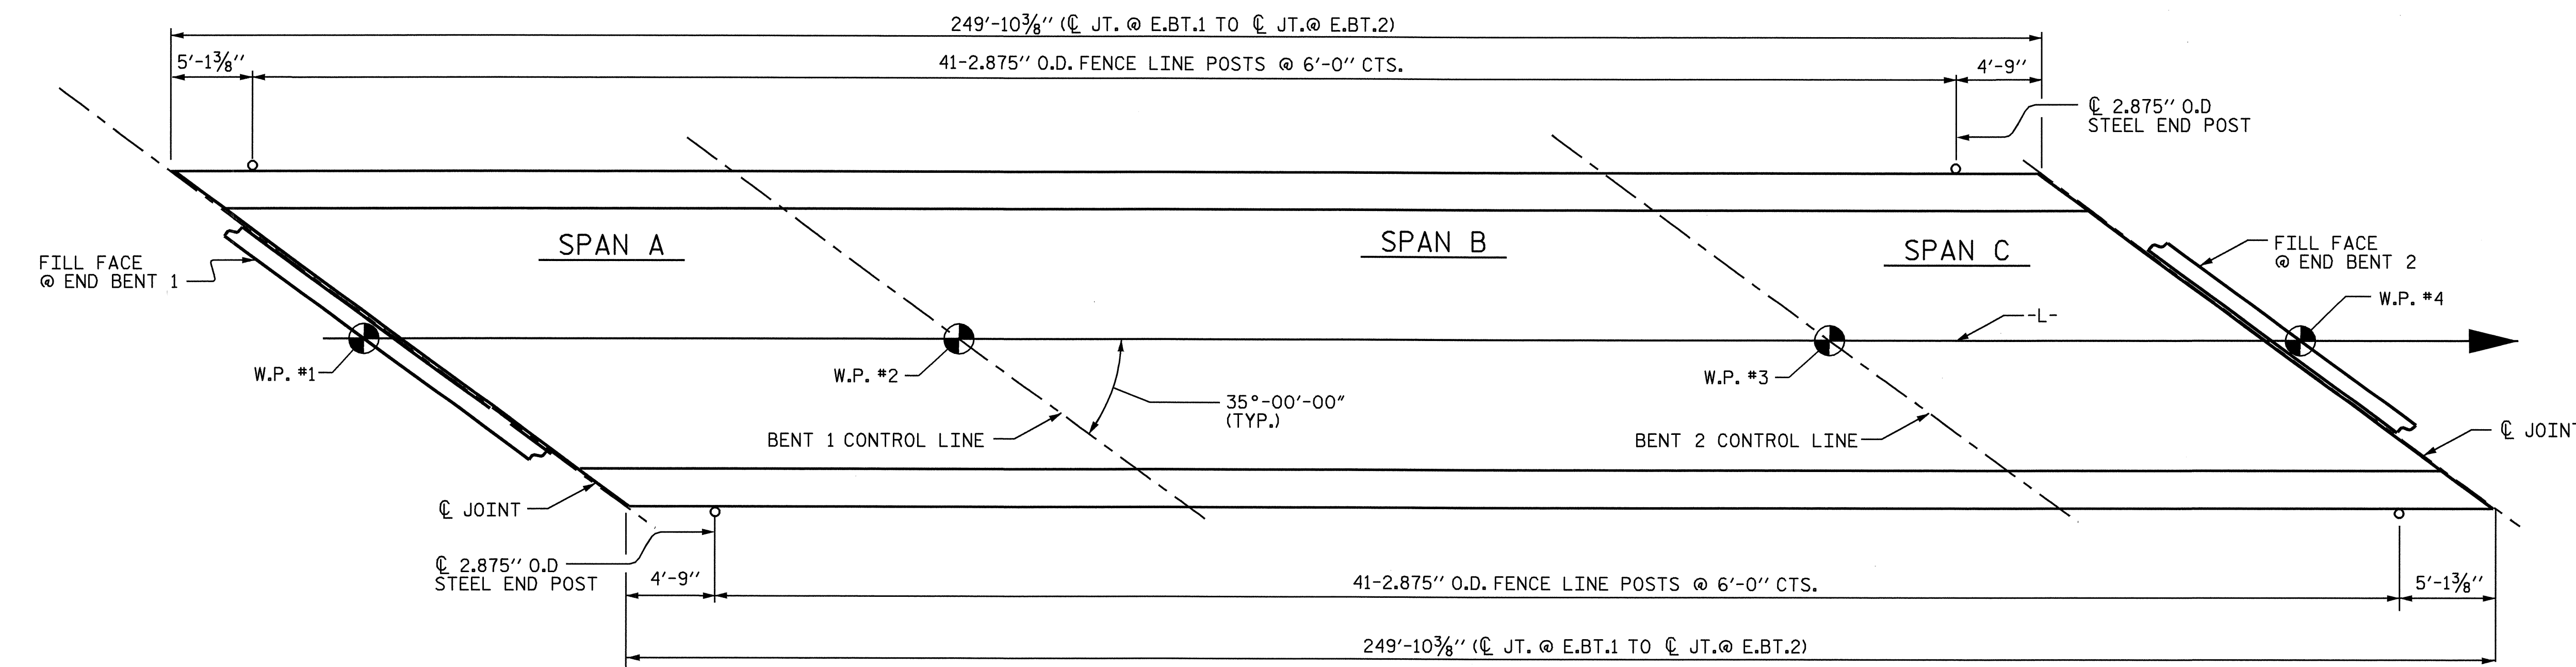 249'-10⅜" (℄ JT. @ E.BT.1 TO ℄ JT.@ E.BT.2)
5'-1⅜"
41-2.875" O.D. FENCE LINE POSTS @ 6'-0" CTS.
4'-9"
℄ 2.875" O.D
STEEL END POST
SPAN A
SPAN B
SPAN C
FILL FACE
@ END BENT 1
FILL FACE
@ END BENT 2
W.P. #4
-L-
W.P. #1
W.P. #2
W.P. #3
35°-00'-00"
(TYP.)
BENT 1 CONTROL LINE
BENT 2 CONTROL LINE
℄ JOINT
℄ JOINT
℄ 2.875" O.D
STEEL END POST
4'-9"
41-2.875" O.D. FENCE LINE POSTS @ 6'-0" CTS.
5'-1⅜"
249'-10⅜" (℄ JT. @ E.BT.1 TO ℄ JT.@ E.BT.2)